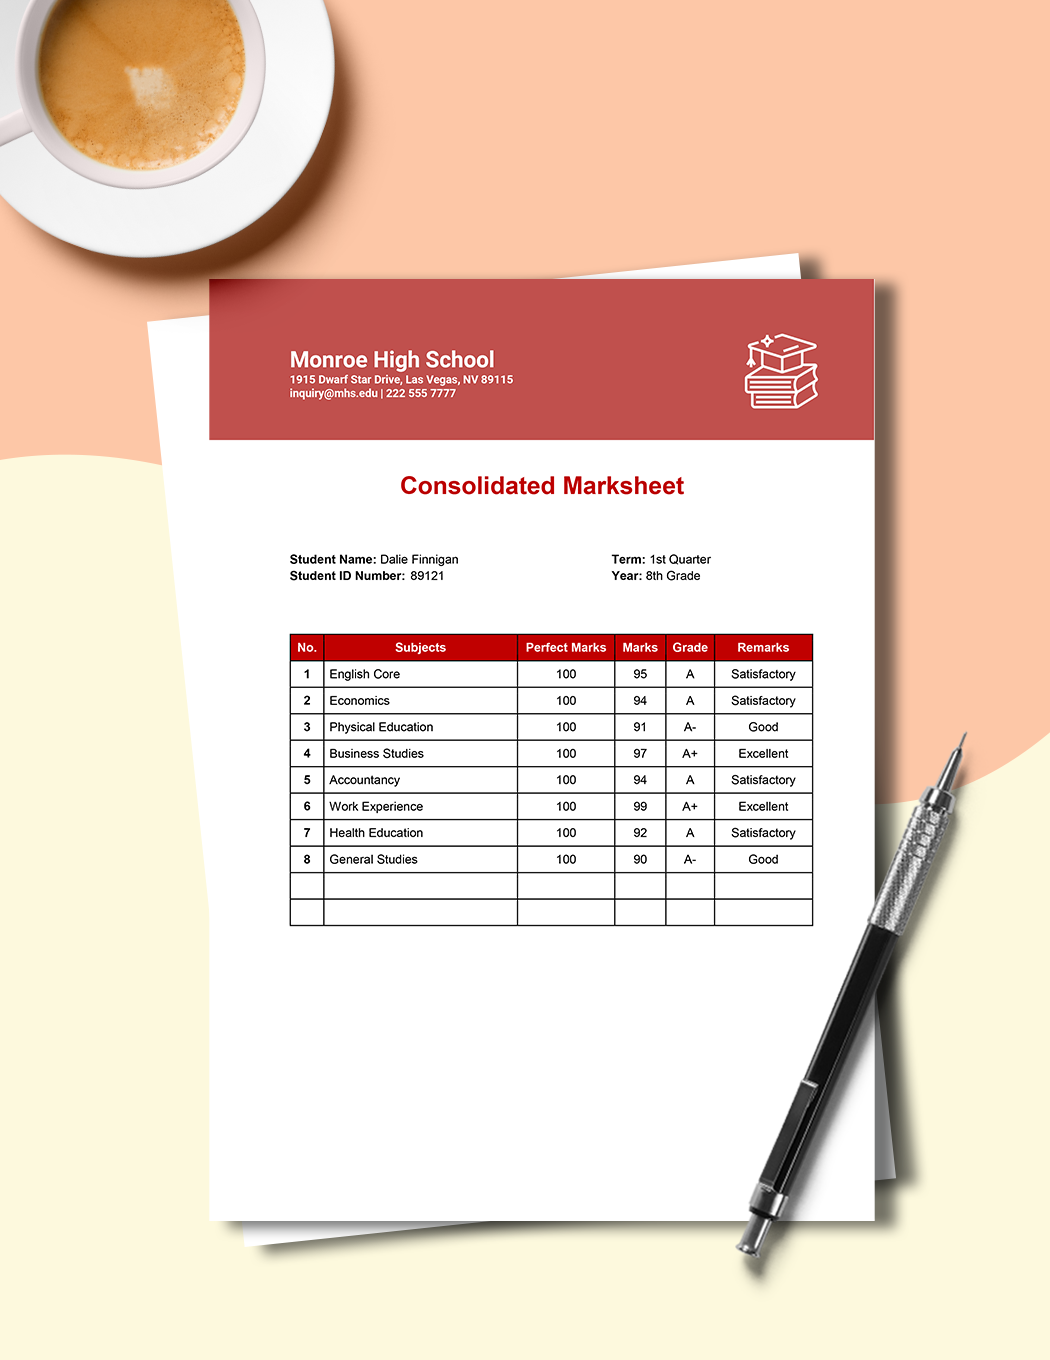 Monroe High School
1915 Dwarf Star Drive, Las Vegas, NV 89115
inquiry@mhs.edu | 222 555 7777
Consolidated Marksheet
Student Name: Dalie Finnigan Term: 1st Quarter
Student ID Number: 89121 Year: 8th Grade
No. Subjects Perfect Marks Marks Grade Remarks
1 English Core 100 95 A Satisfactory
2 Economics 100 94 A Satisfactory
3 Physical Education 100 91 A- Good
4 Business Studies 100 97 A+ Excellent
5 Accountancy 100 94 A Satisfactory
6 Work Experience 100 99 A+ Excellent
7 Health Education 100 92 A Satisfactory
8 General Studies 100 90 A- Good